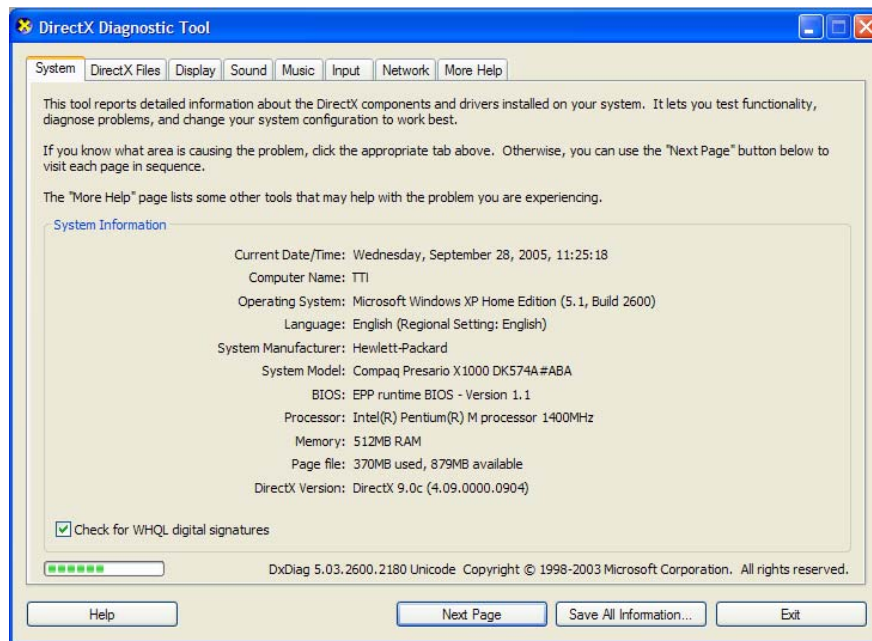 DirectX Diagnostic Tool
System DirectX Files Display Sound Music Input Network More Help
This tool reports detailed information about the DirectX components and drivers installed on your system. It lets you test functionality,
diagnose problems, and change your system configuration to work best.
If you know what area is causing the problem, click the appropriate tab above. Otherwise, you can use the "Next Page" button below to
visit each page in sequence.
The "More Help" page lists some other tools that may help with the problem you are experiencing.
System Information
Current Date/Time: Wednesday, September 28, 2005, 11:25:18
Computer Name: TTI
Operating System: Microsoft Windows XP Home Edition (5.1, Build 2600)
Language: English (Regional Setting: English)
System Manufacturer: Hewlett-Packard
System Model: Compaq Presario X1000 DK574A#ABA
BIOS: EPP runtime BIOS - Version 1.1
Processor: Intel(R) Pentium(R) M processor 1400MHz
Memory: 512MB RAM
Page file: 370MB used, 879MB available
DirectX Version: DirectX 9.0c (4.09.0000.0904)
Check for WHQL digital signatures
DxDiag 5.03.2600.2180 Unicode Copyright © 1998-2003 Microsoft Corporation. All rights reserved.
Help Next Page Save All Information... Exit